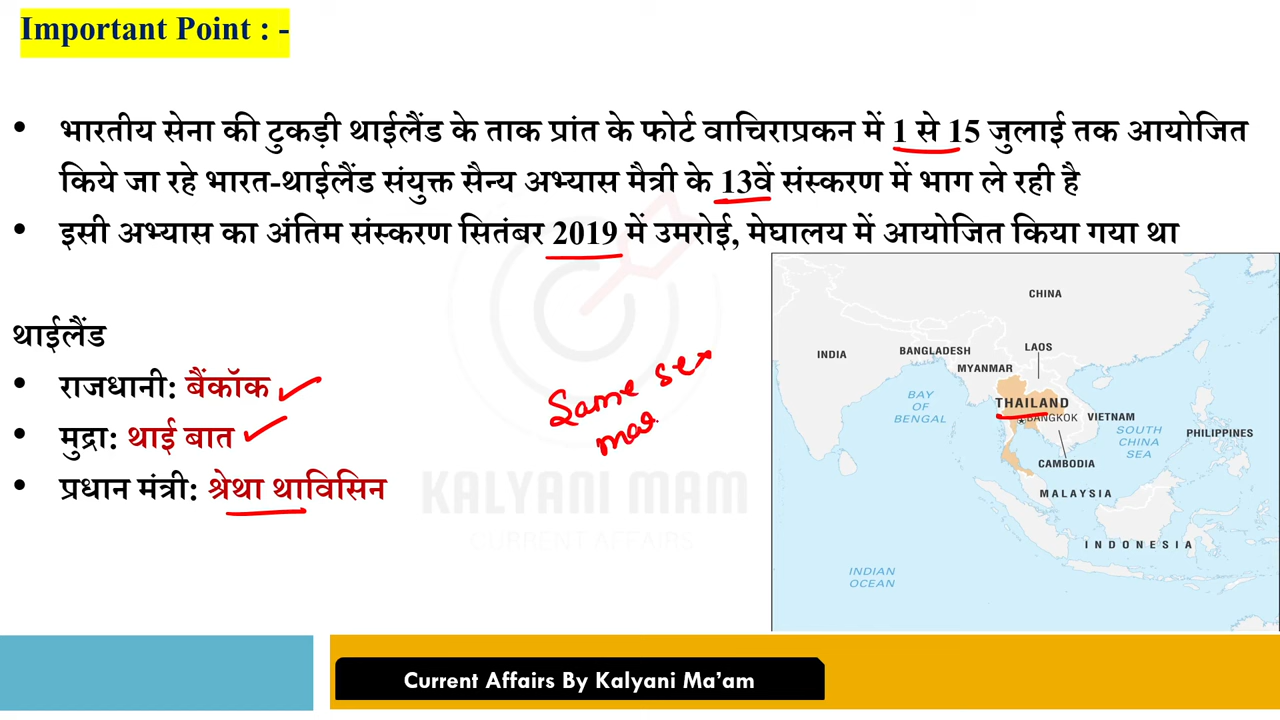 Important Point : -
• भारतीय सेना की टुकड़ी थाईलैंड के ताक प्रांत के फोर्ट वाचिराप्रकन में 1 से 15 जुलाई तक आयोजित
किये जा रहे भारत-थाईलैंड संयुक्त सैन्य अभ्यास मैत्री के 13वें संस्करण में भाग ले रही है
• इसी अभ्यास का अंतिम संस्करण सितंबर 2019 में उमरोई, मेघालय में आयोजित किया गया था
थाईलैंड
• राजधानी: बैंकॉक
• मुद्रा: थाई बात
• प्रधान मंत्री: श्रेथा थाविसिन
Same sex
KALYANI MAM
CURRENT AFFAIRS
CHINA
INDIA
BANGLADESH
LAOS
MYANMAR
BAY OF
BENGAL
THAILAND
BANGKOK
VIETNAM
SOUTH
CHINA
SEA
PHILIPPINES
CAMBODIA
MALAYSIA
INDONESIA
INDIAN
OCEAN
Current Affairs By Kalyani Ma’am